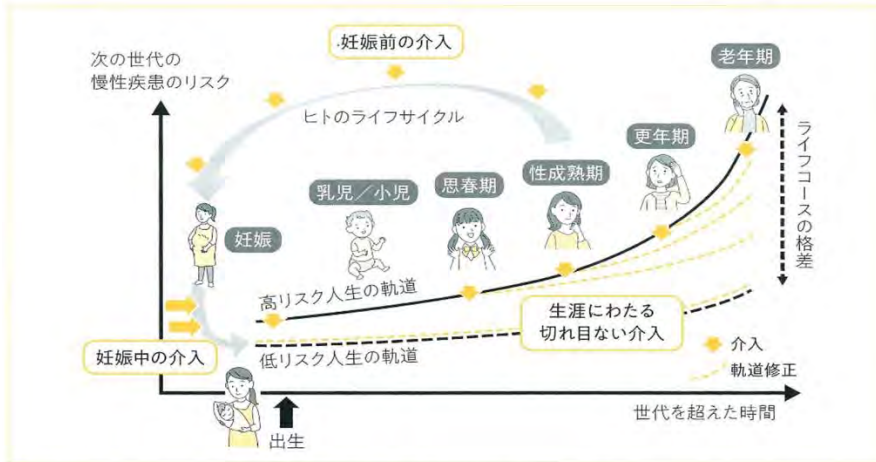 .妊娠前の介入
次の世代の
慢性疾患のリスク
老年期
ヒトのライフサイクル
更年期
性成熟期
思春期
乳児／小児
妊娠
ライフコースの格差
高リスク人生の軌道
生涯にわたる
切れ目ない介入
妊娠中の介入
低リスク人生の軌道
介入
軌道修正
世代を超えた時間
出生